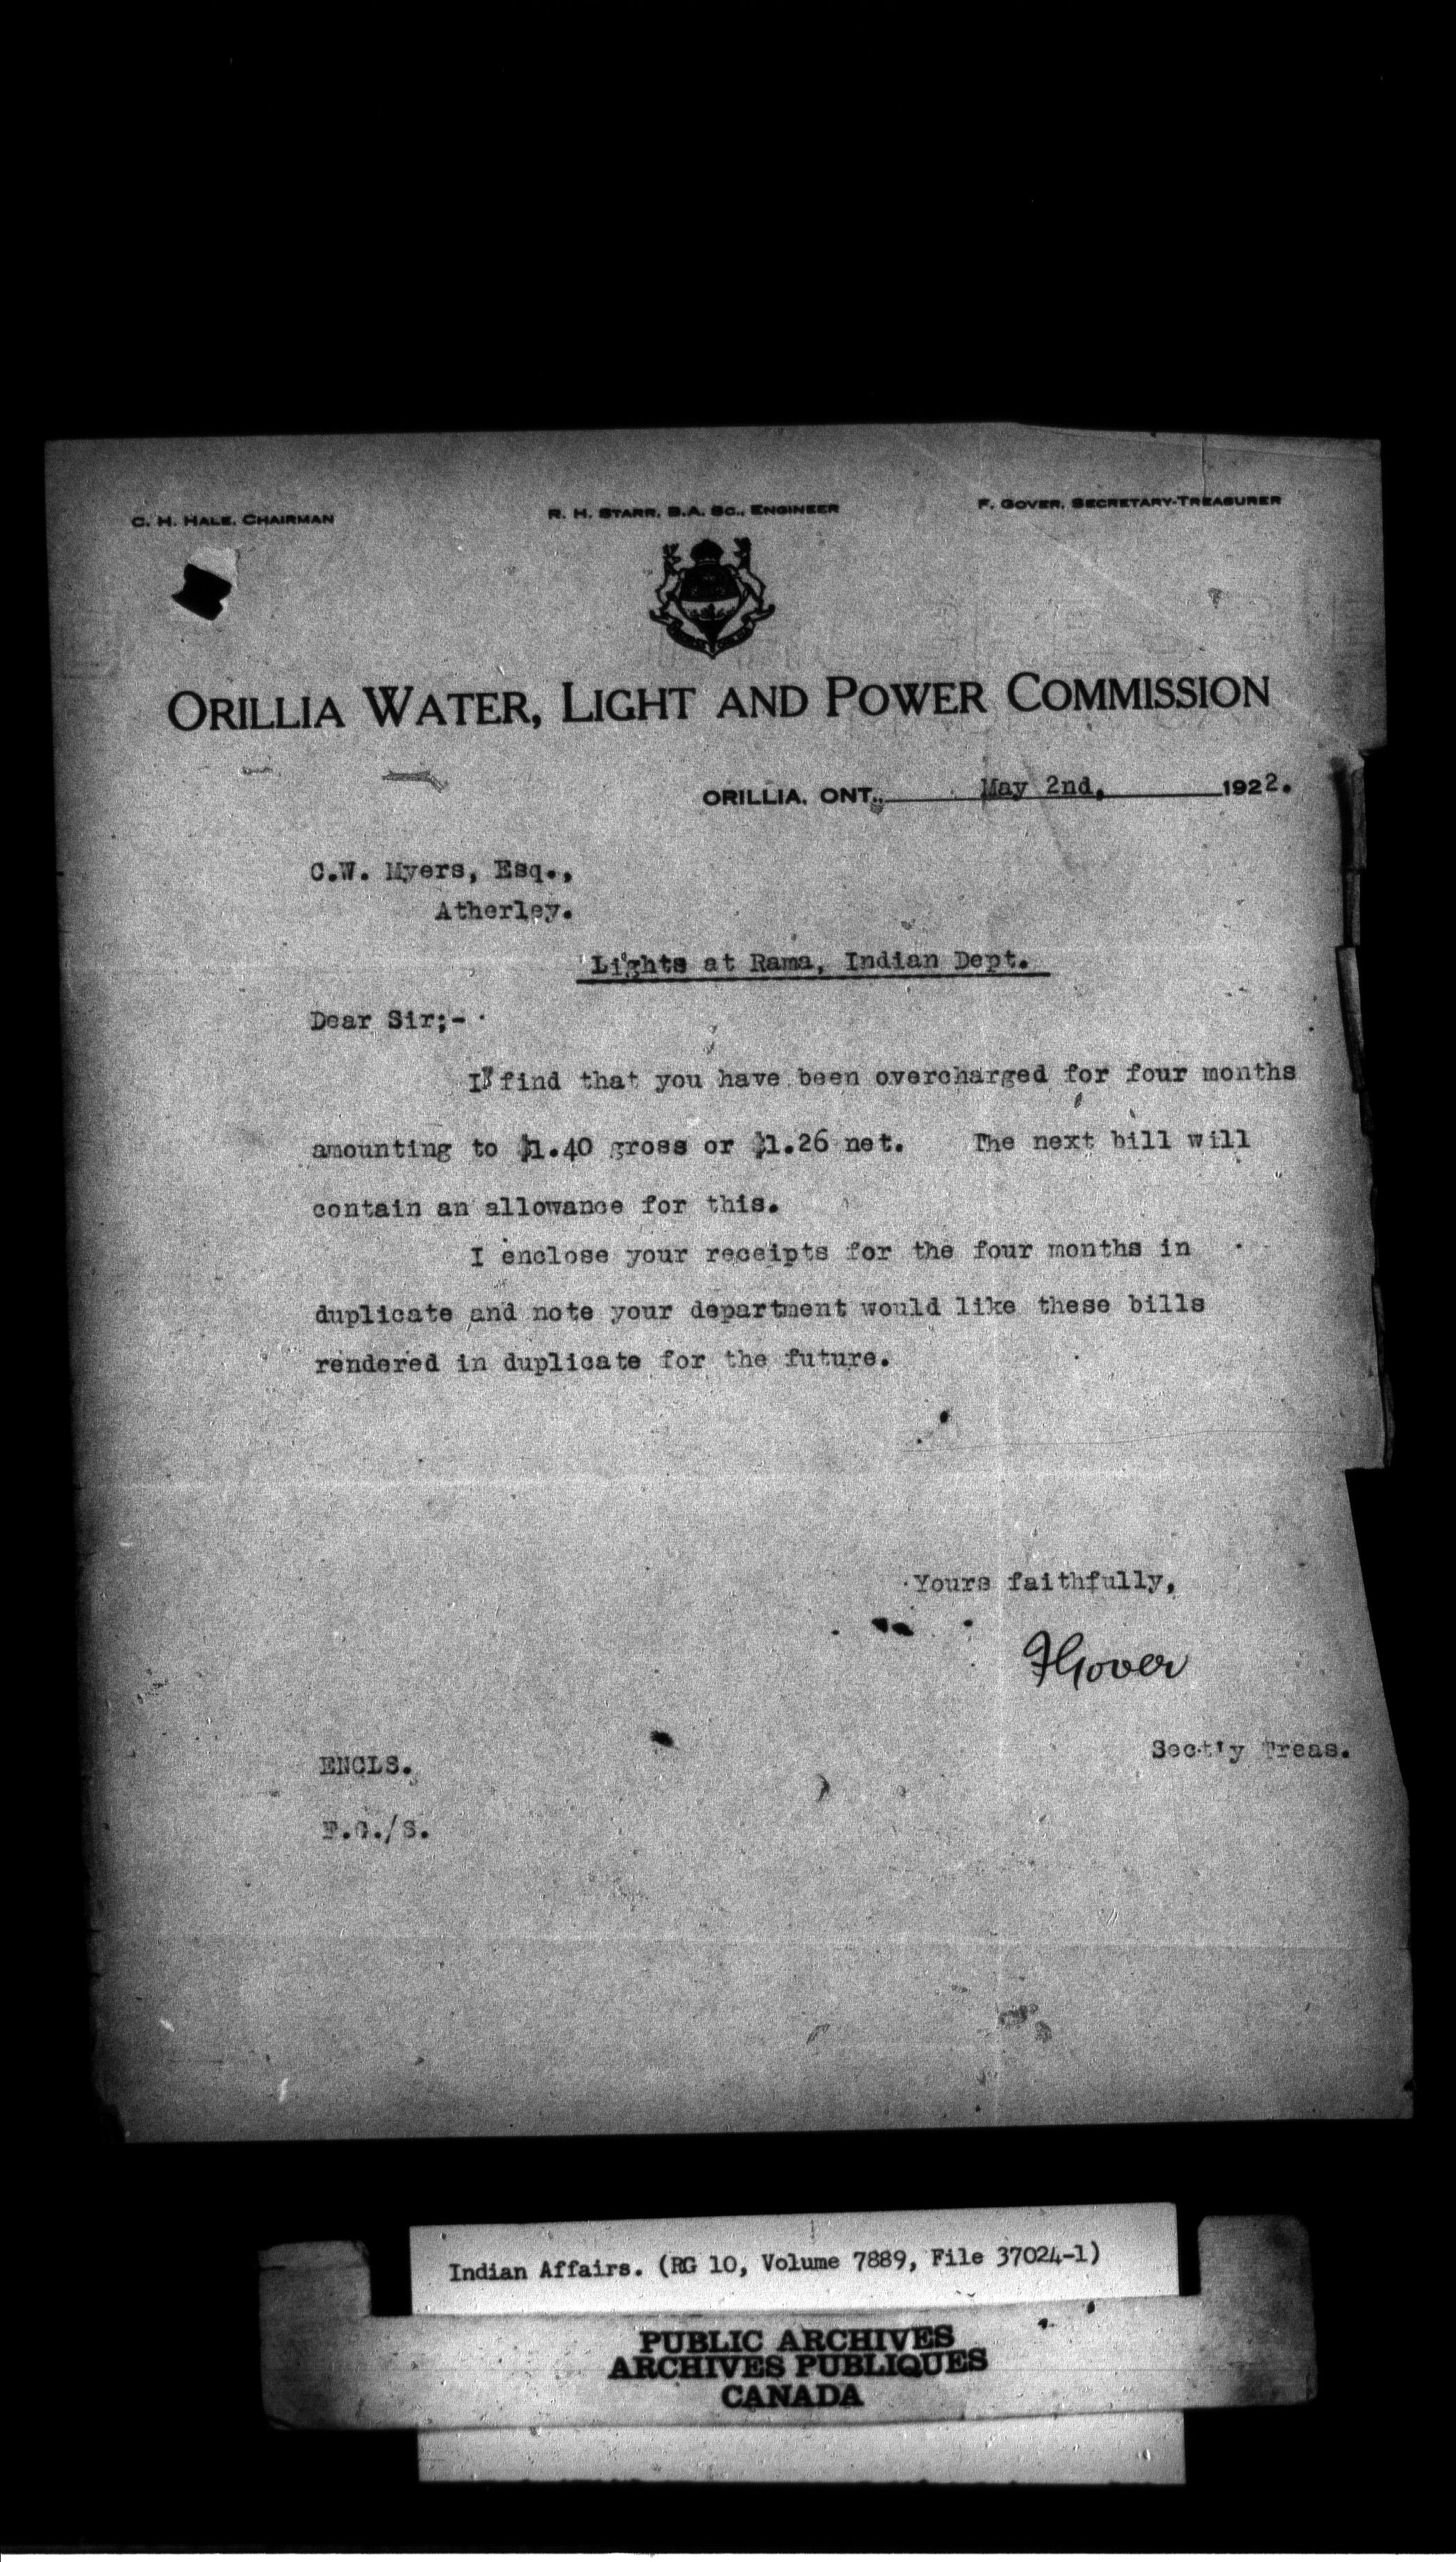 C. H. HALE, CHAIRMAN
R. H. STARR, B.A. Sc., ENGINEER
F. GOVER, SECRETARY-TREASURER
ORILLIA WATER, LIGHT AND POWER COMMISSION
ORILLIA, ONT., May 2nd, 1922.
C.W. Myers, Esq.,
Atherley.
Lights at Rama, Indian Dept.
Dear Sir;-
I find that you have been overcharged for four months
amounting to $1.40 gross or $1.26 net. The next bill will
contain an allowance for this.
I enclose your receipts for the four months in
duplicate and note your department would like these bills
rendered in duplicate for the future.
Yours faithfully,
FGover
Sect'y Treas.
ENCLS.
F.G./S.
Indian Affairs. (RG 10, Volume 7889, File 37024-1)
PUBLIC ARCHIVES
ARCHIVES PUBLIQUES
CANADA